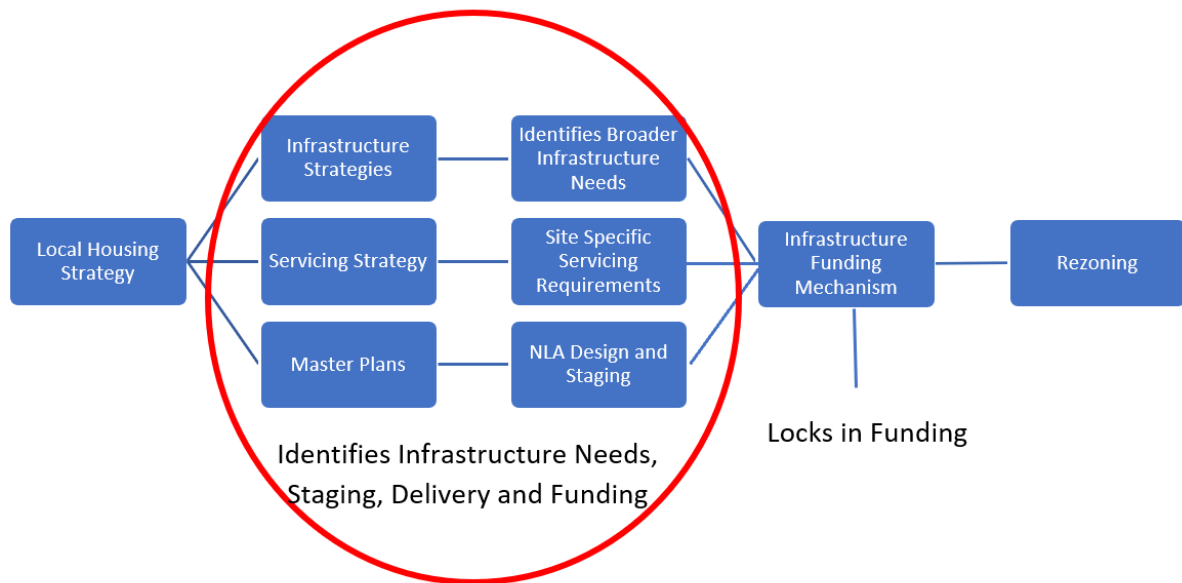 Local Housing
Strategy
Infrastructure
Strategies
Identifies Broader
Infrastructure
Needs
Servicing Strategy
Site Specific
Servicing
Requirements
Master Plans
NLA Design and
Staging
Infrastructure
Funding
Mechanism
Rezoning
Identifies Infrastructure Needs,
Staging, Delivery and Funding
Locks in Funding